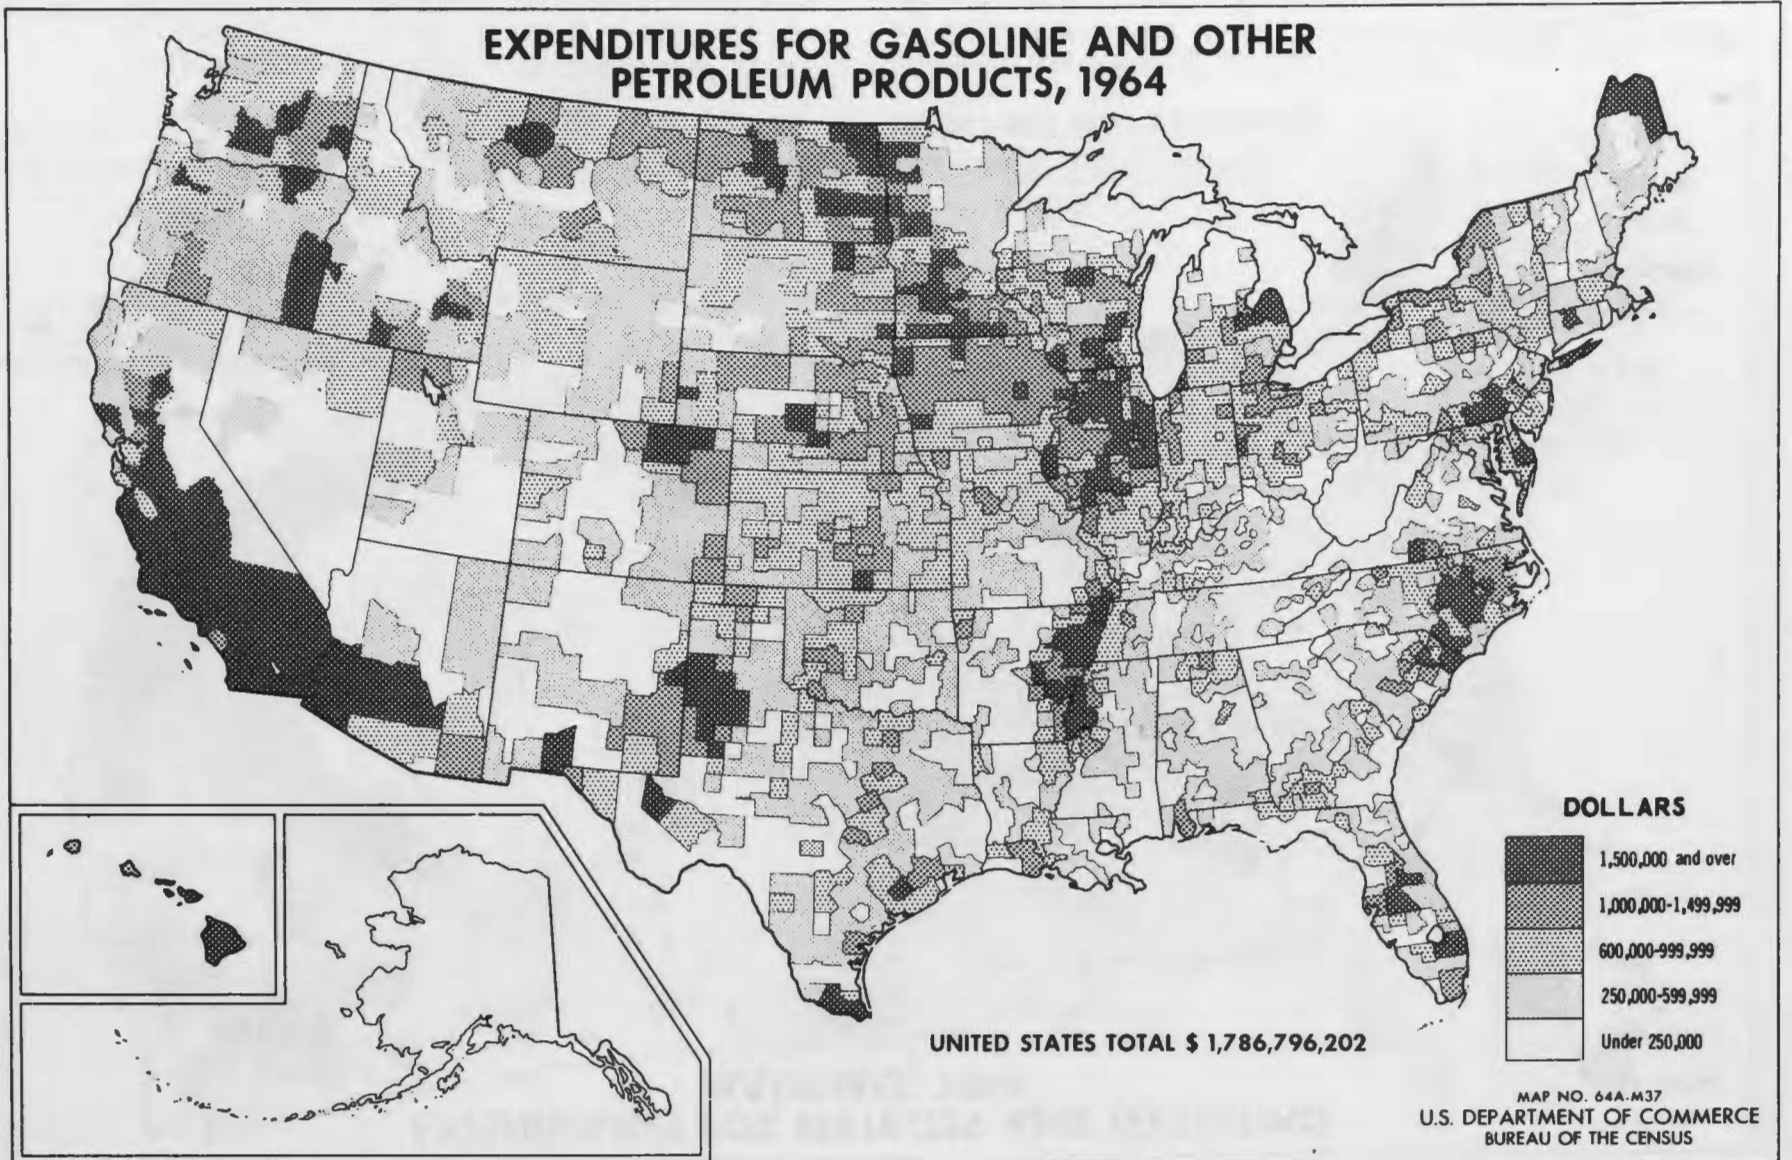 EXPENDITURES FOR GASOLINE AND OTHER
PETROLEUM PRODUCTS, 1964
DOLLARS
1,500,000 and over
1,000,000-1,499,999
600,000-999,999
250,000-599,999
Under 250,000
UNITED STATES TOTAL $ 1,786,796,202
MAP NO. 64A-M37
U.S. DEPARTMENT OF COMMERCE
BUREAU OF THE CENSUS